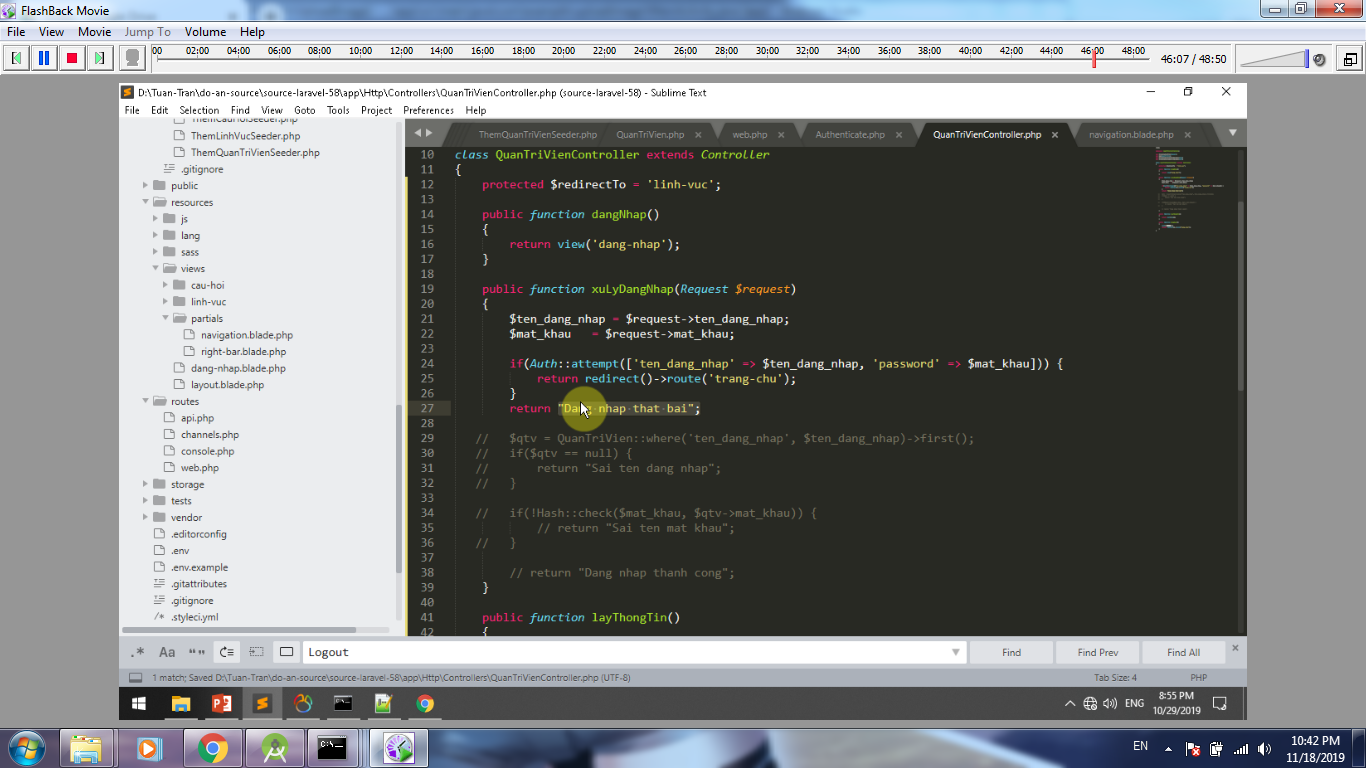 FlashBack Movie
File View Movie Jump To Volume Help
00 02:00 04:00 06:00 08:00 10:00 12:00 14:00 16:00 18:00 20:00 22:00 24:00 26:00 28:00 30:00 32:00 34:00 36:00 38:00 40:00 42:00 44:00 46:00 48:00
46:07 / 48:50
D:\Tuan-Tran\do-an-source\source-laravel-58\app\Http\Controllers\QuanTriVienController.php (source-laravel-58) - Sublime Text
File Edit Selection Find View Goto Tools Project Preferences Help
ThemCauHoiSeeder.php
ThemLinhVucSeeder.php
ThemQuanTriVienSeeder.php
.gitignore
public
resources
js
lang
sass
views
cau-hoi
linh-vuc
partials
navigation.blade.php
right-bar.blade.php
dang-nhap.blade.php
layout.blade.php
routes
api.php
channels.php
console.php
web.php
storage
tests
vendor
.editorconfig
.env
.env.example
.gitattributes
.gitignore
.styleci.yml
ThemQuanTriVienSeeder.php QuanTriVien.php × web.php × Authenticate.php × QuanTriVienController.php × navigation.blade.php ×
10 class QuanTriVienController extends Controller
11 {
12 protected $redirectTo = 'linh-vuc';
13
14 public function dangNhap()
15 {
16 return view('dang-nhap');
17 }
18
19 public function xuLyDangNhap(Request $request)
20 {
21 $ten_dang_nhap = $request->ten_dang_nhap;
22 $mat_khau = $request->mat_khau;
23
24 if(Auth::attempt(['ten_dang_nhap' => $ten_dang_nhap, 'password' => $mat_khau])) {
25 return redirect()->route('trang-chu');
26 }
27 return "Dang nhap that bai";
28
29 // $qtv = QuanTriVien::where('ten_dang_nhap', $ten_dang_nhap)->first();
30 // if($qtv == null) {
31 // return "Sai ten dang nhap";
32 // }
33
34 // if(!Hash::check($mat_khau, $qtv->mat_khau)) {
35 // return "Sai ten mat khau";
36 // }
37
38 // return "Dang nhap thanh cong";
39 }
40
41 public function layThongTin()
42 {
.* Aa “” Logout Find Find Prev Find All ×
1 match; Saved D:\Tuan-Tran\do-an-source\source-laravel-58\app\Http\Controllers\QuanTriVienController.php (UTF-8) Tab Size: 4 PHP
ENG 8:55 PM
10/29/2019
EN 10:42 PM
11/18/2019